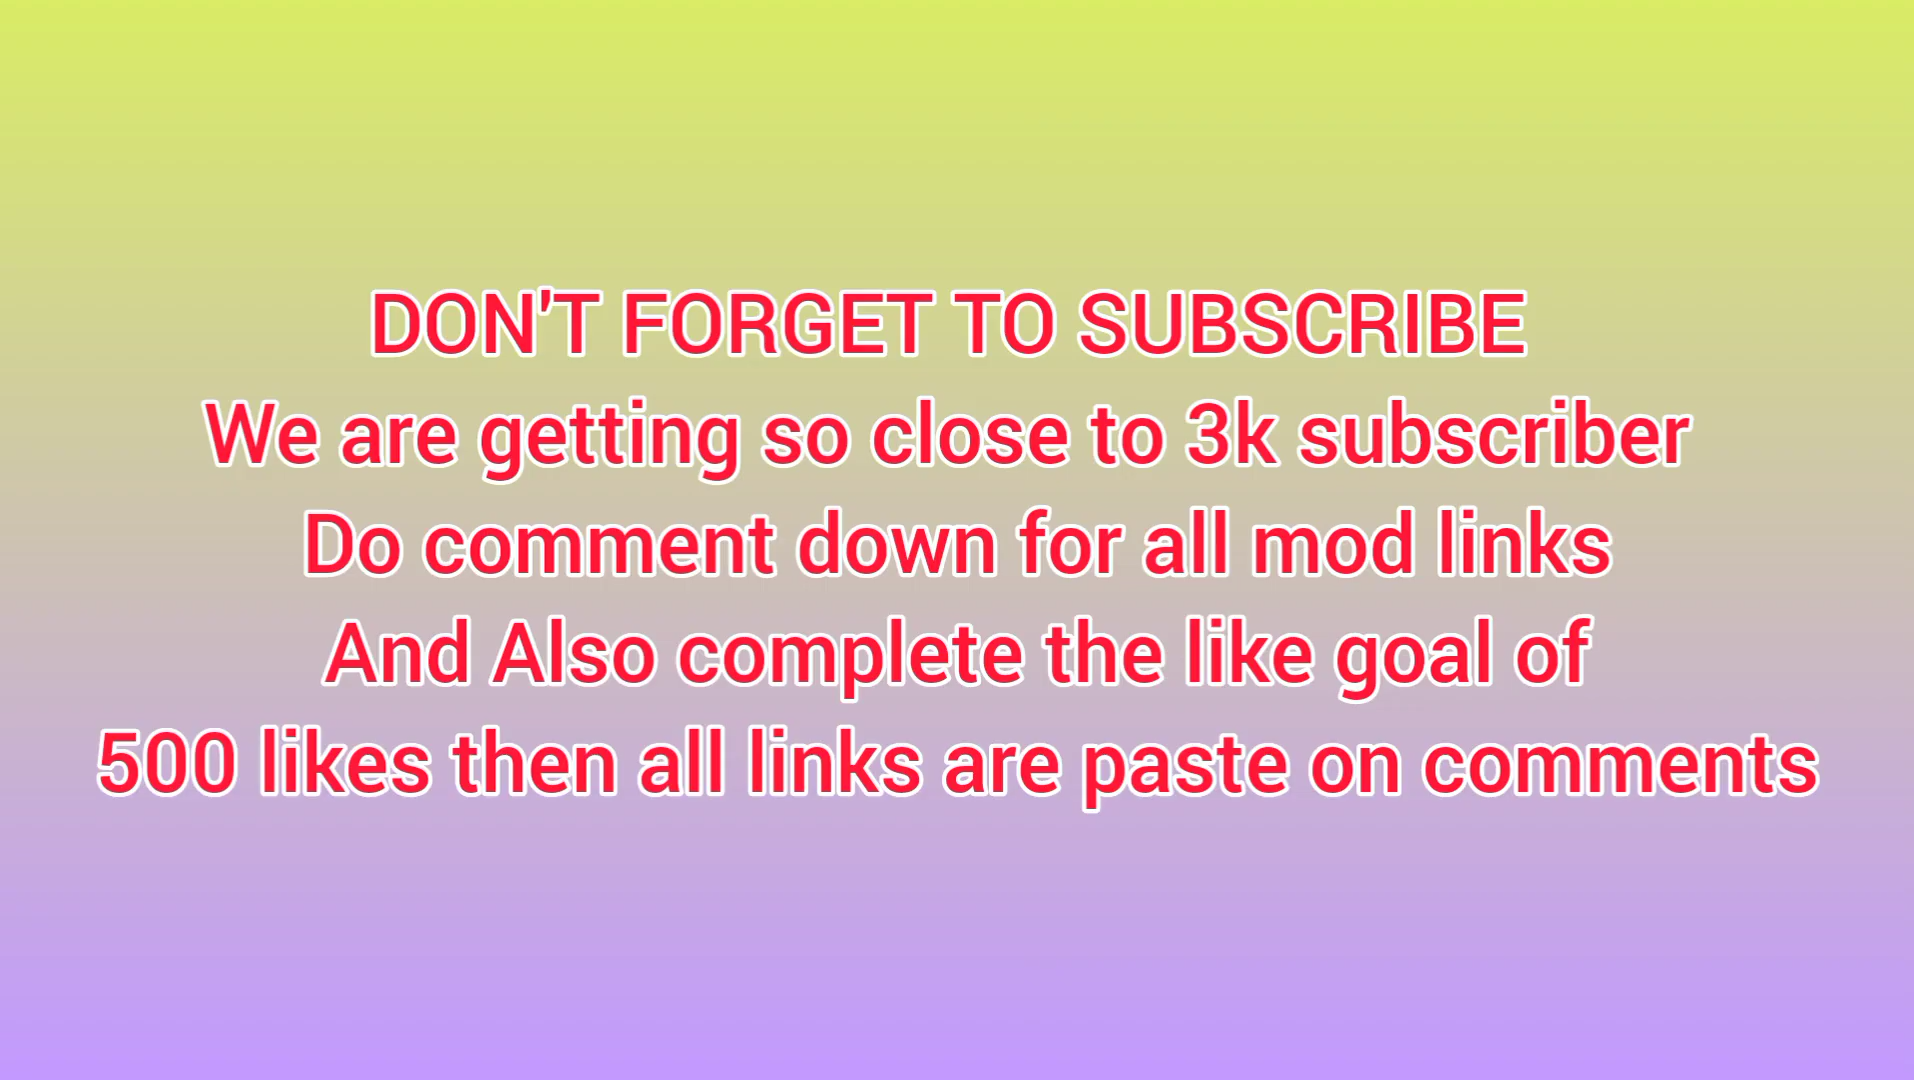 DON'T FORGET TO SUBSCRIBE
We are getting so close to 3k subscriber
Do comment down for all mod links
And Also complete the like goal of
500 likes then all links are paste on comments